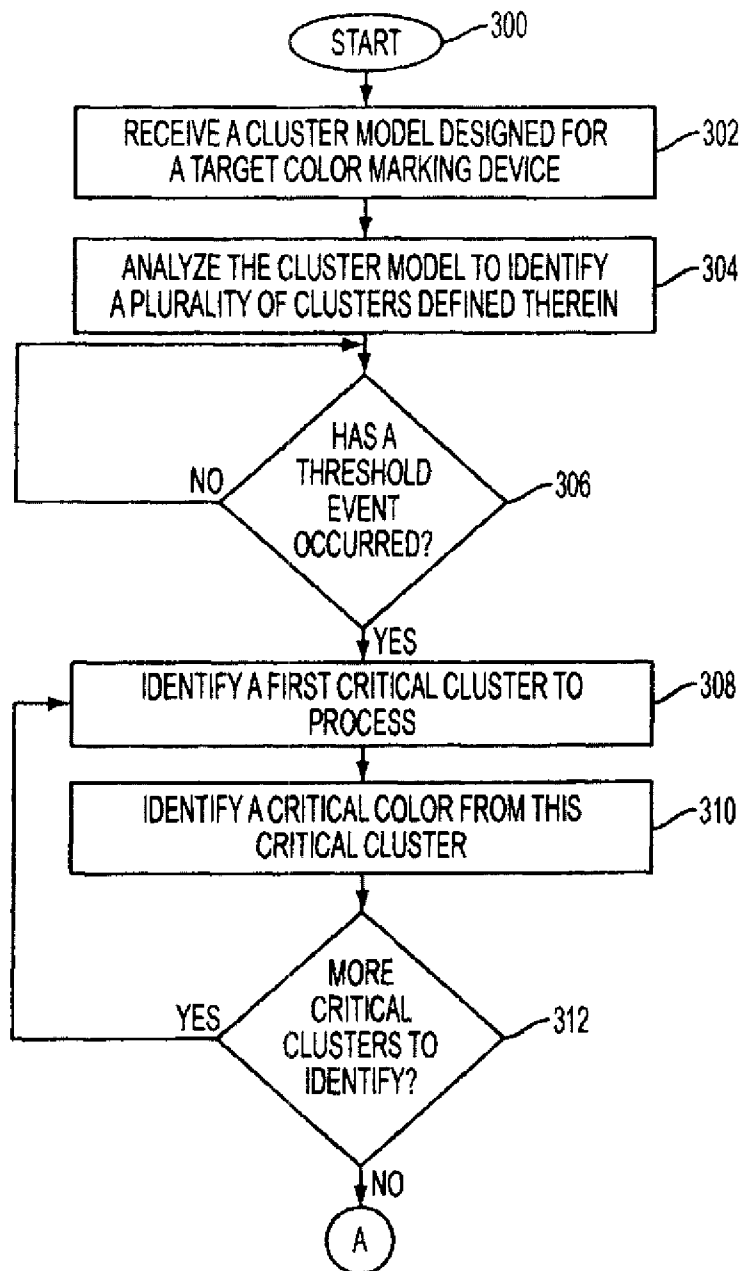 START
300
RECEIVE A CLUSTER MODEL DESIGNED FOR
A TARGET COLOR MARKING DEVICE
302
ANALYZE THE CLUSTER MODEL TO IDENTIFY
A PLURALITY OF CLUSTERS DEFINED THEREIN
304
HAS A
THRESHOLD
EVENT
OCCURRED?
NO
306
YES
IDENTIFY A FIRST CRITICAL CLUSTER TO
PROCESS
308
IDENTIFY A CRITICAL COLOR FROM THIS
CRITICAL CLUSTER
310
MORE
CRITICAL
CLUSTERS TO
IDENTIFY?
YES
312
NO
A